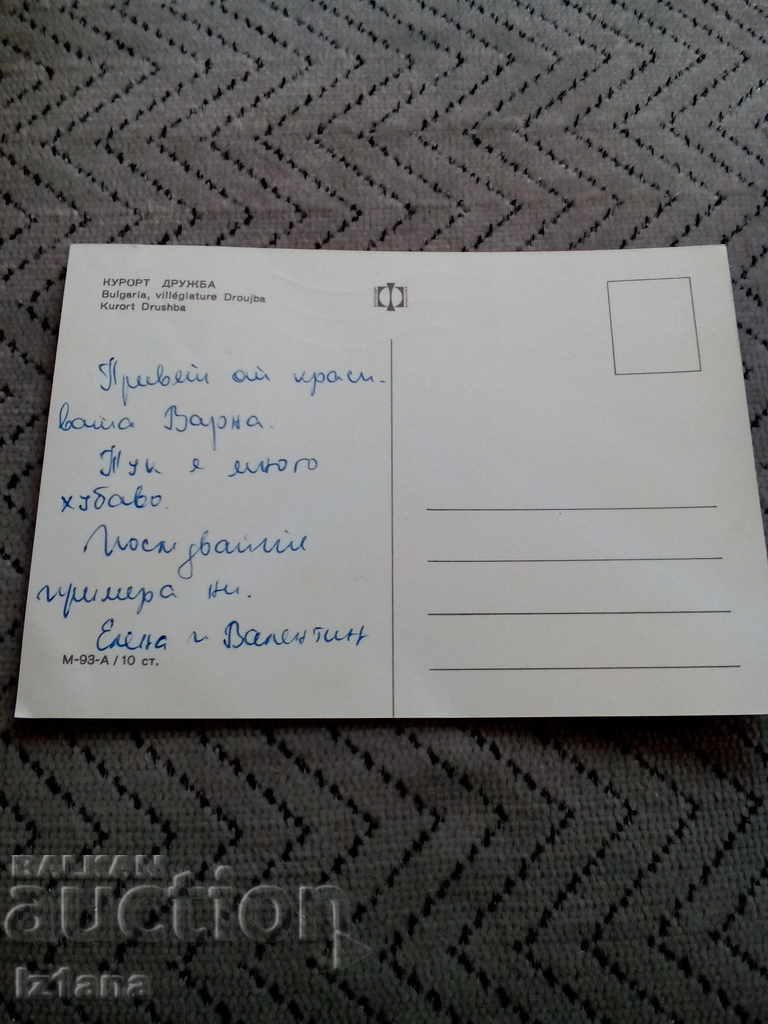 КУРОРТ ДРУЖБА
Bulgaria, villégiature Droujba
Kurort Drushba
Привет от краси-
вата Варна.
Тук е много
хубаво.
Последвайте
примера ни.
Елена и Валентин
М-93-А / 10 ст.
BALKAN
auction
Iz1ana